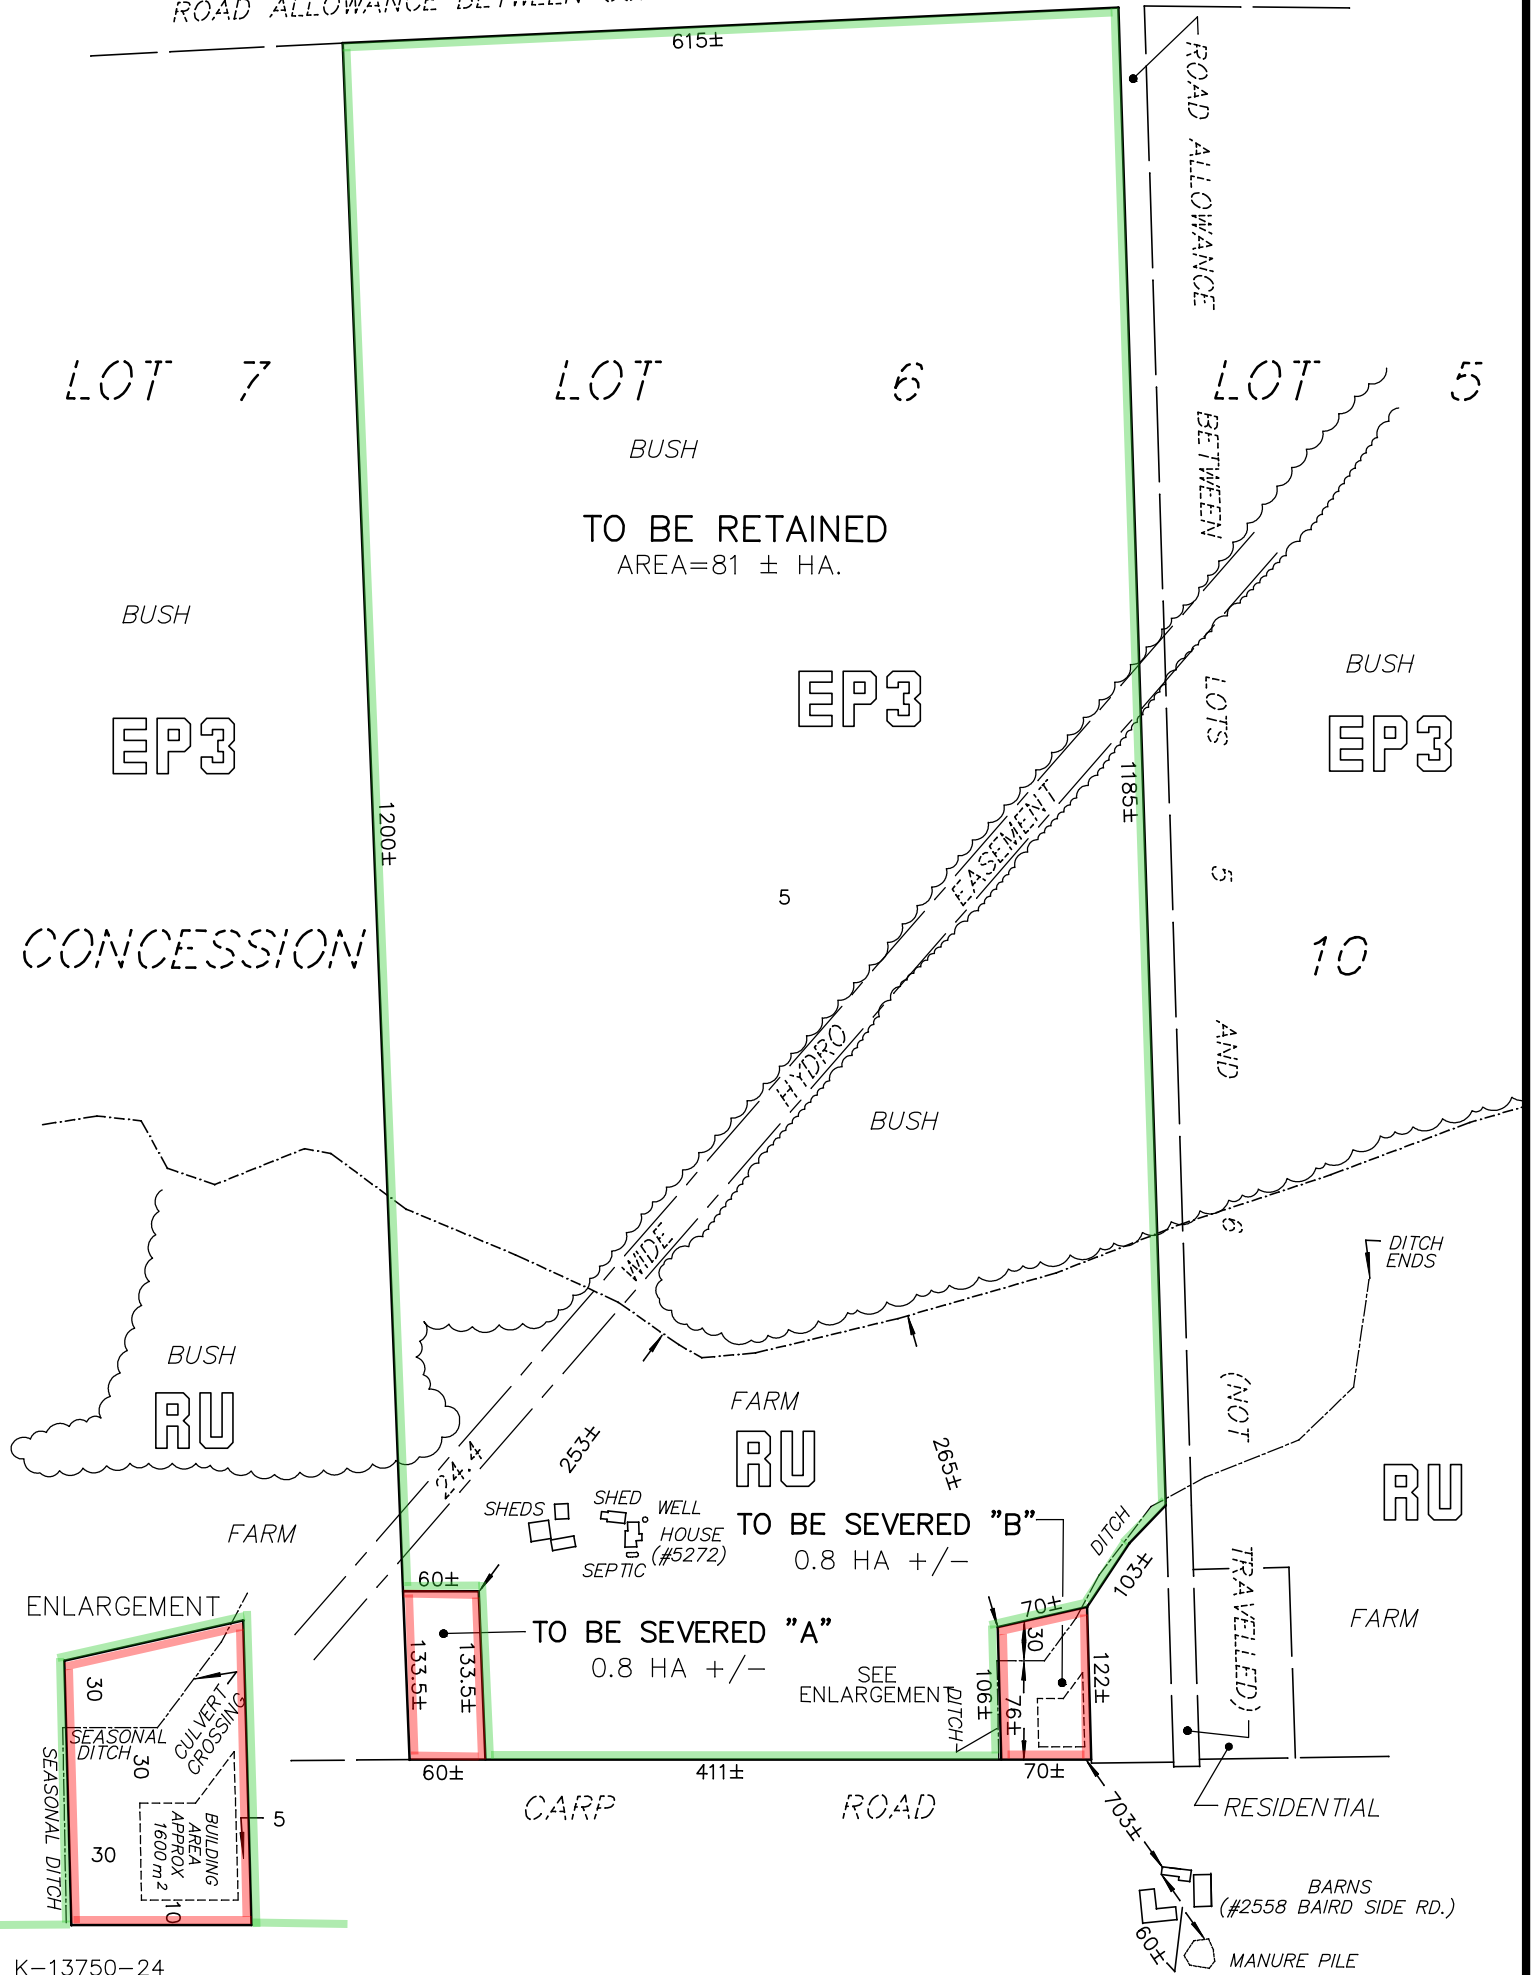 ROAD ALLOWANCE BETWEEN
615±
ROAD ALLOWANCE BETWEEN LOTS 5 AND 6 (NOT TRAVELLED)
LOT 7
LOT 6
LOT 5
BUSH
TO BE RETAINED
AREA=81 ± HA.
BUSH
BUSH
EP3
EP3
EP3
1200±
1185±
5
CONCESSION
10
24.4 WIDE HYDRO EASEMENT
BUSH
DITCH
ENDS
BUSH
RU
FARM
RU
RU
253±
265±
SHEDS
SHED
WELL
HOUSE
(#5272)
SEPTIC
TO BE SEVERED "B"
0.8 HA +/-
DITCH
103±
FARM
FARM
60±
TO BE SEVERED "A"
0.8 HA +/-
133.5±
133.5±
70±
30
76±
106±
122±
SEE
ENLARGEMENT
DITCH
60±
411±
70±
CARP ROAD
703±
RESIDENTIAL
BARNS
(#2558 BAIRD SIDE RD.)
60±
MANURE PILE
ENLARGEMENT
30
CULVERT
CROSSING
SEASONAL
DITCH
30
SEASONAL DITCH
BUILDING
AREA
APPROX
1600m²
5
30
10
K-13750-24